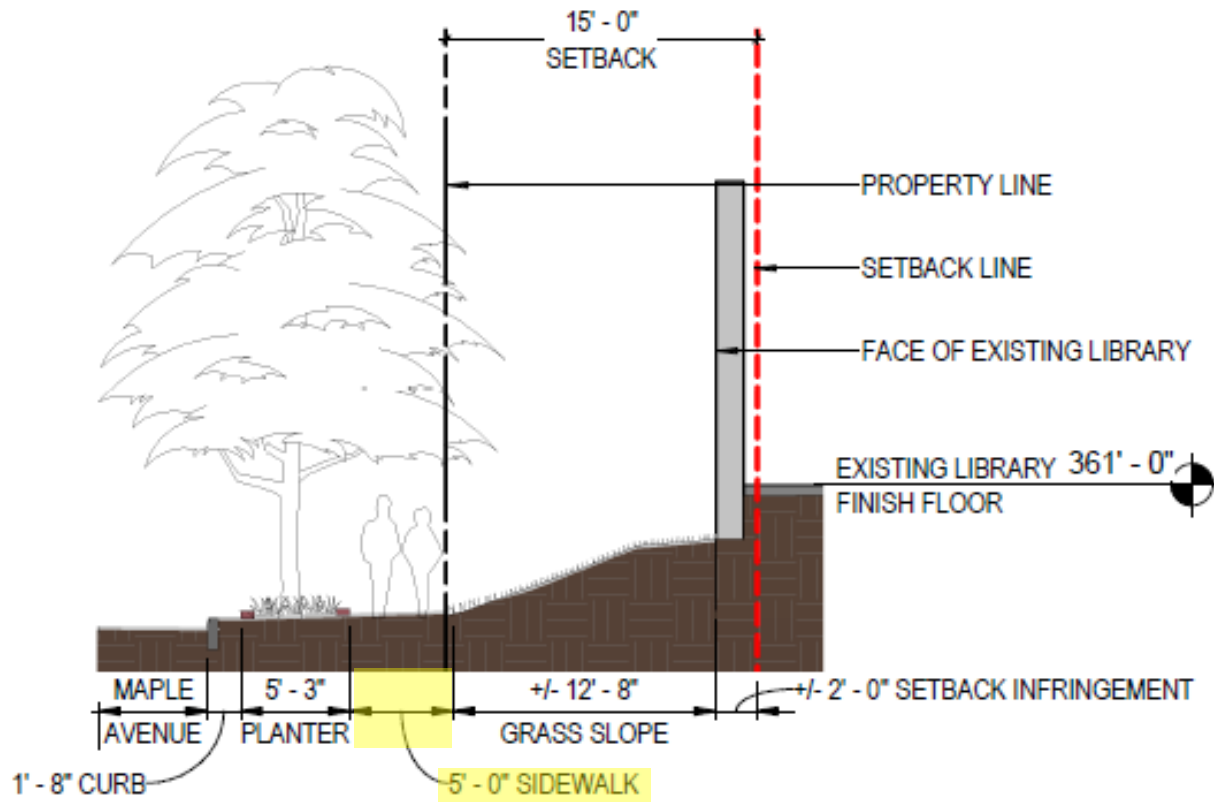 15' - 0"
SETBACK
PROPERTY LINE
SETBACK LINE
FACE OF EXISTING LIBRARY
EXISTING LIBRARY 361' - 0"
FINISH FLOOR
MAPLE
AVENUE
5' - 3"
PLANTER
+/- 12' - 8"
GRASS SLOPE
+/- 2' - 0" SETBACK INFRINGEMENT
1' - 8" CURB
5' - 0" SIDEWALK